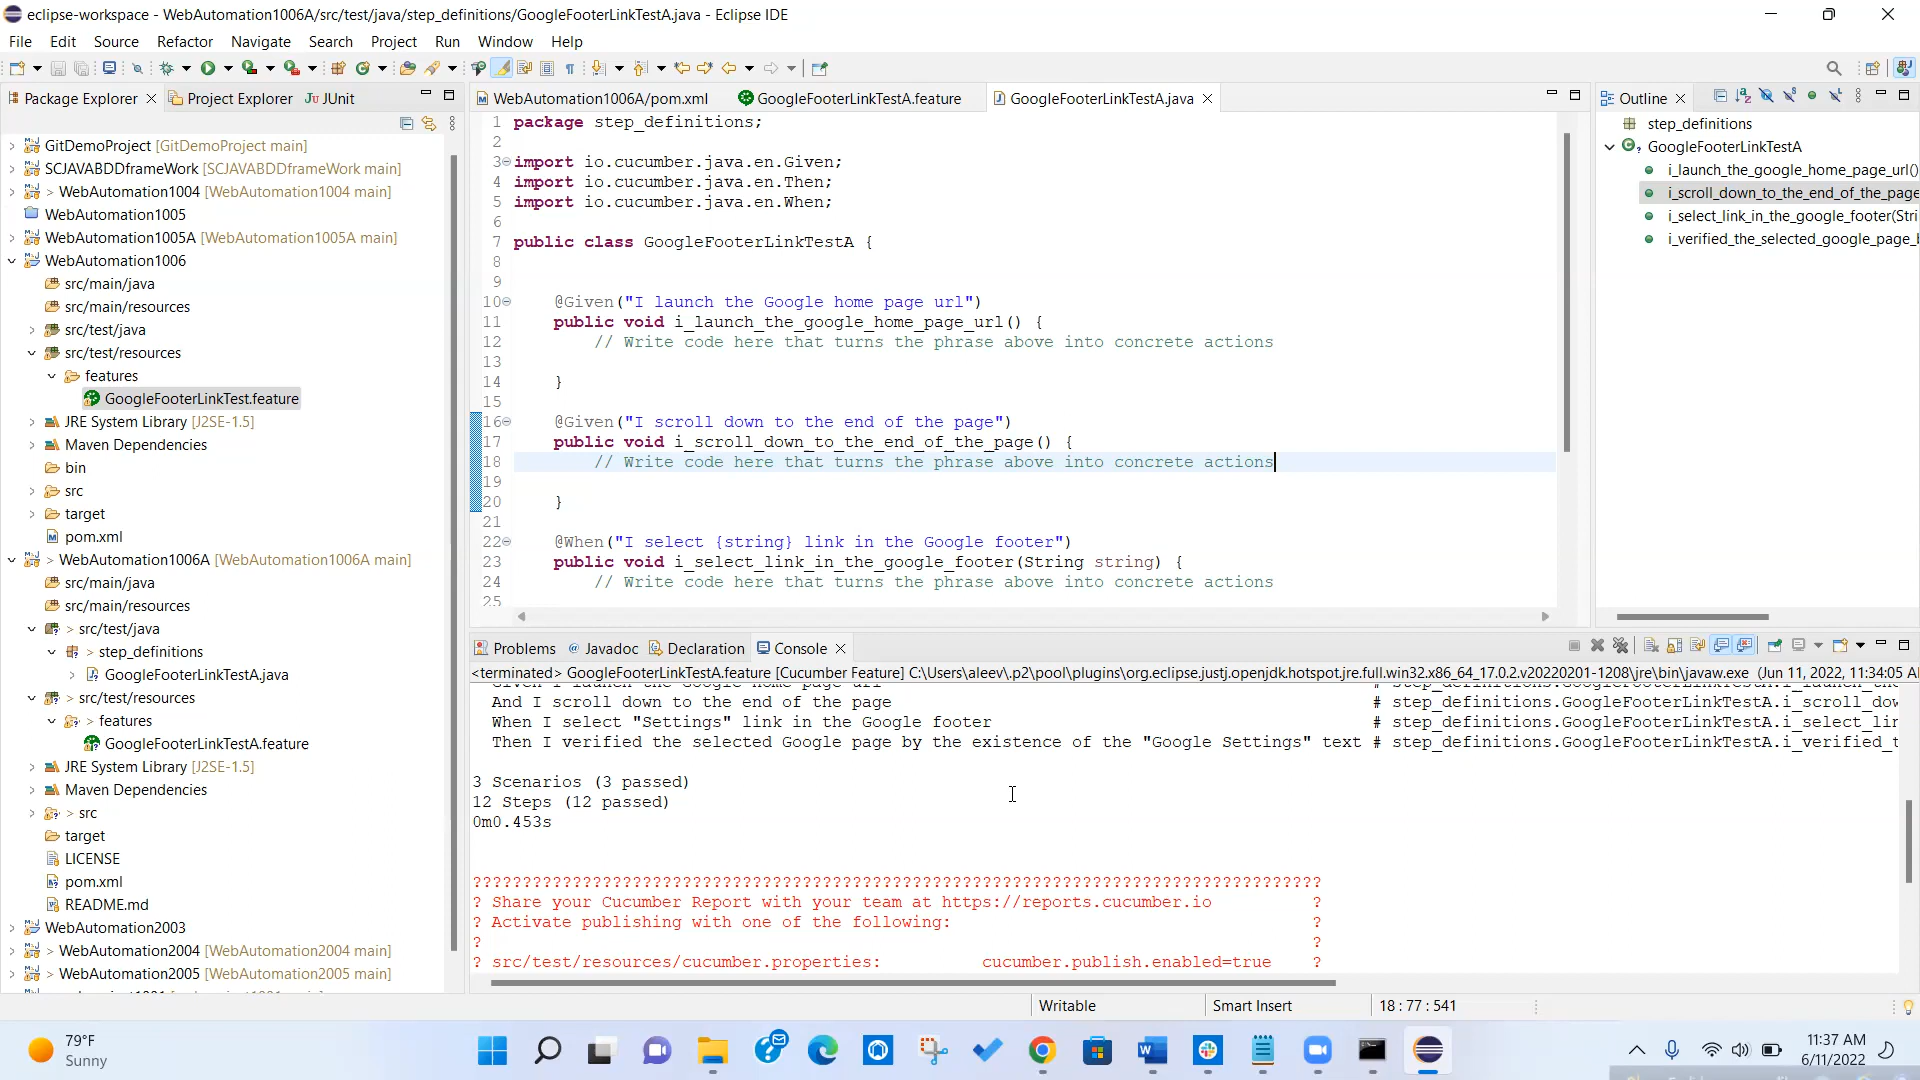 eclipse-workspace - WebAutomation1006A/src/test/java/step_definitions/GoogleFooterLinkTestA.java - Eclipse IDE
File Edit Source Refactor Navigate Search Project Run Window Help
Package Explorer Project Explorer JUnit
GitDemoProject [GitDemoProject main]
SCJAVABDDframeWork [SCJAVABDDframeWork main]
> WebAutomation1004 [WebAutomation1004 main]
WebAutomation1005
WebAutomation1005A [WebAutomation1005A main]
WebAutomation1006
src/main/java
src/main/resources
src/test/java
src/test/resources
features
GoogleFooterLinkTest.feature
JRE System Library [J2SE-1.5]
Maven Dependencies
bin
src
target
pom.xml
> WebAutomation1006A [WebAutomation1006A main]
src/main/java
src/main/resources
> src/test/java
> step_definitions
GoogleFooterLinkTestA.java
> src/test/resources
> features
GoogleFooterLinkTestA.feature
JRE System Library [J2SE-1.5]
Maven Dependencies
> src
target
LICENSE
pom.xml
README.md
WebAutomation2003
> WebAutomation2004 [WebAutomation2004 main]
> WebAutomation2005 [WebAutomation2005 main]
WebAutomation1006A/pom.xml GoogleFooterLinkTestA.feature GoogleFooterLinkTestA.java
1 package step_definitions;
2
3 import io.cucumber.java.en.Given;
4 import io.cucumber.java.en.Then;
5 import io.cucumber.java.en.When;
6
7 public class GoogleFooterLinkTestA {
8
9
10 @Given("I launch the Google home page url")
11 public void i_launch_the_google_home_page_url() {
12 // Write code here that turns the phrase above into concrete actions
13
14 }
15
16 @Given("I scroll down to the end of the page")
17 public void i_scroll_down_to_the_end_of_the_page() {
18 // Write code here that turns the phrase above into concrete actions
19
20 }
21
22 @When("I select {string} link in the Google footer")
23 public void i_select_link_in_the_google_footer(String string) {
24 // Write code here that turns the phrase above into concrete actions
25
Outline
step_definitions
GoogleFooterLinkTestA
i_launch_the_google_home_page_url()
i_scroll_down_to_the_end_of_the_page
i_select_link_in_the_google_footer(Stri
i_verified_the_selected_google_page_
Problems Javadoc Declaration Console
<terminated> GoogleFooterLinkTestA.feature [Cucumber Feature] C:\Users\aleev\.p2\pool\plugins\org.eclipse.justj.openjdk.hotspot.jre.full.win32.x86_64_17.0.2.v20220201-1208\jre\bin\javaw.exe (Jun 11, 2022, 11:34:05 A
Given I launch the Google home page url # step_definitions.GoogleFooterLinkTestA.i_launch_the
And I scroll down to the end of the page # step_definitions.GoogleFooterLinkTestA.i_scroll_dow
When I select "Settings" link in the Google footer # step_definitions.GoogleFooterLinkTestA.i_select_lin
Then I verified the selected Google page by the existence of the "Google Settings" text # step_definitions.GoogleFooterLinkTestA.i_verified_t
3 Scenarios (3 passed)
12 Steps (12 passed)
0m0.453s
?????????????????????????????????????????????????????????????????????????????????????
? Share your Cucumber Report with your team at https://reports.cucumber.io ?
? Activate publishing with one of the following: ?
? ?
? src/test/resources/cucumber.properties: cucumber.publish.enabled=true ?
Writable Smart Insert 18 : 77 : 541
79°F
Sunny
11:37 AM
6/11/2022